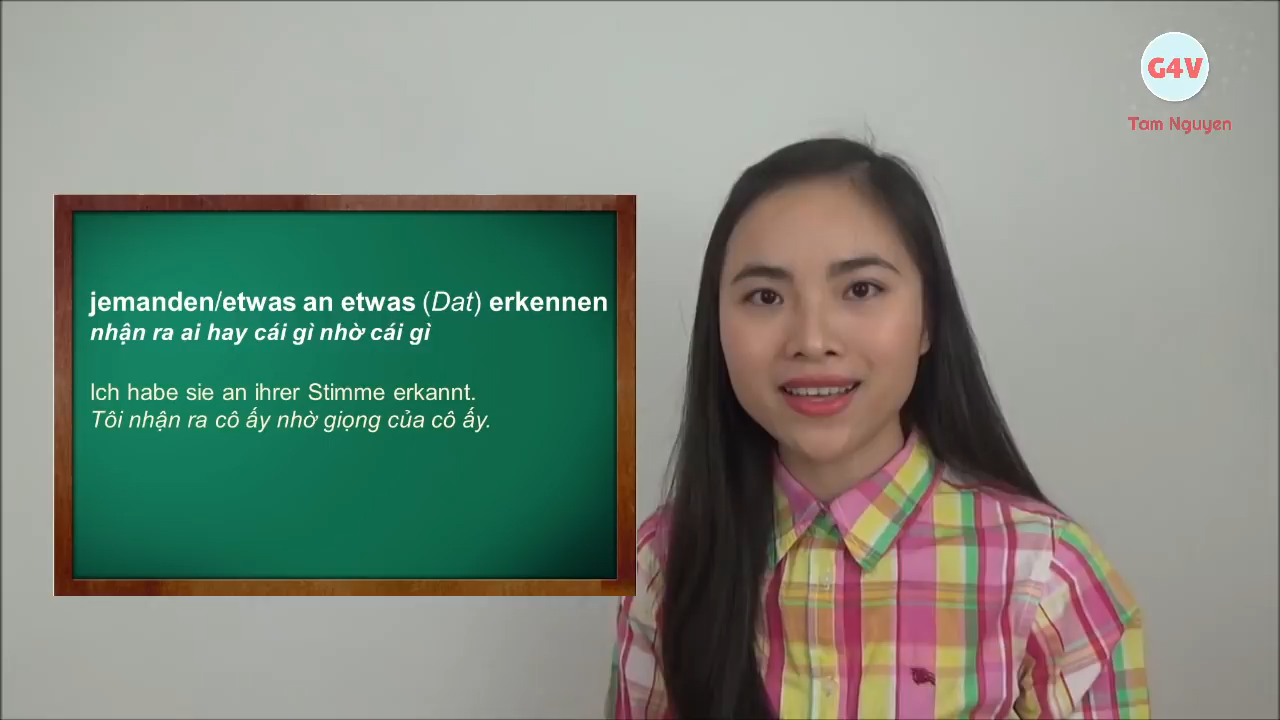 G4V
Tam Nguyen
jemanden/etwas an etwas (Dat) erkennen
nhận ra ai hay cái gì nhờ cái gì
Ich habe sie an ihrer Stimme erkannt.
Tôi nhận ra cô ấy nhờ giọng của cô ấy.